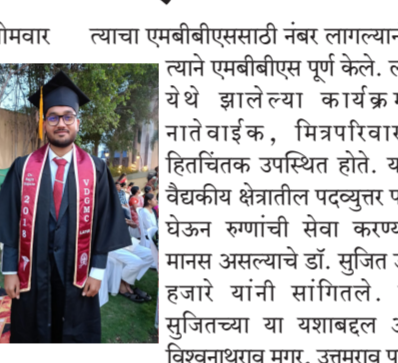 ोमवार त्याचा एमबीबीएससाठी नंबर लागल्यान
त्याने एमबीबीएस पूर्ण केले. ल
येथे झालेल्या कार्यक्रम
नातेवाईक, मित्रपरिवार
हितचिंतक उपस्थित होते. य
वैद्यकीय क्षेत्रातील पदव्युत्तर प
घेऊन रुग्णांची सेवा करण्य
मानस असल्याचे डॉ. सुजित उ
हजारे यांनी सांगितले.
सुजितच्या या यशाबद्दल उ
विश्वनाथराव मगर, उत्तमराव प
2018
VDGMC